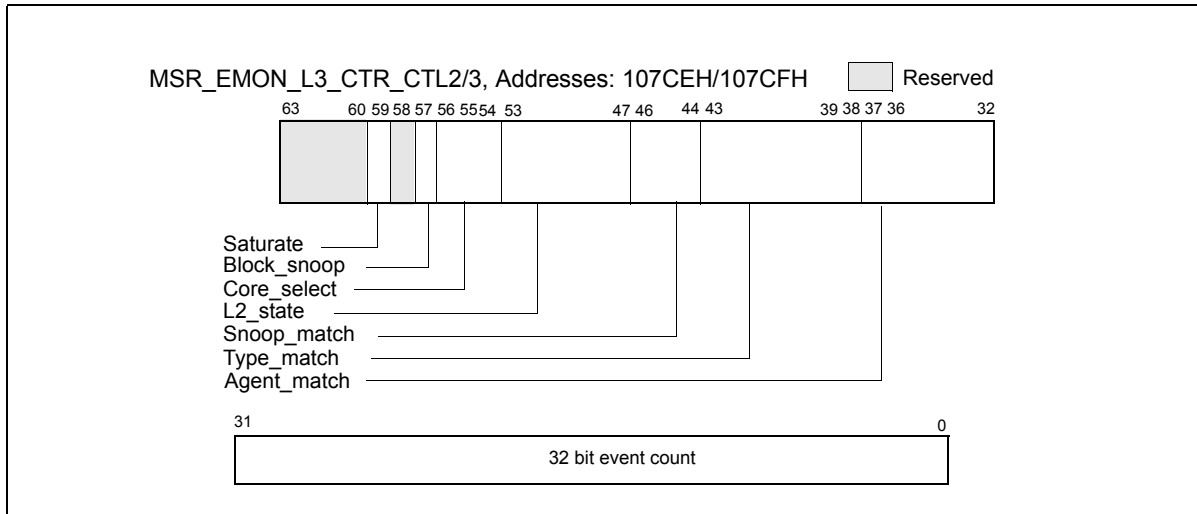 MSR_EMON_L3_CTR_CTL2/3, Addresses: 107CEH/107CFH Reserved
63 60 59 58 57 56 55 54 53 47 46 44 43 39 38 37 36 32
Saturate
Block_snoop
Core_select
L2_state
Snoop_match
Type_match
Agent_match
31 0
32 bit event count